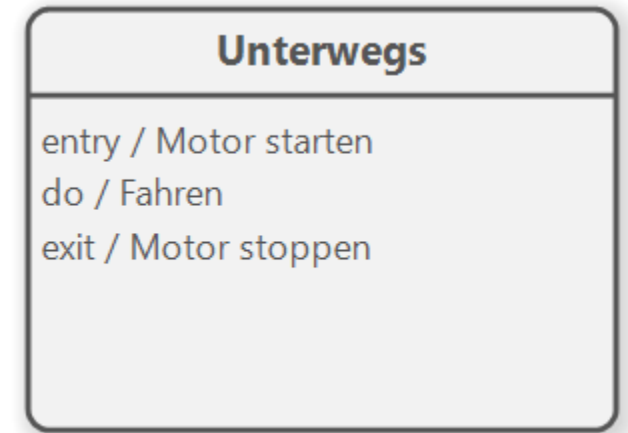 Unterwegs
entry / Motor starten
do / Fahren
exit / Motor stoppen